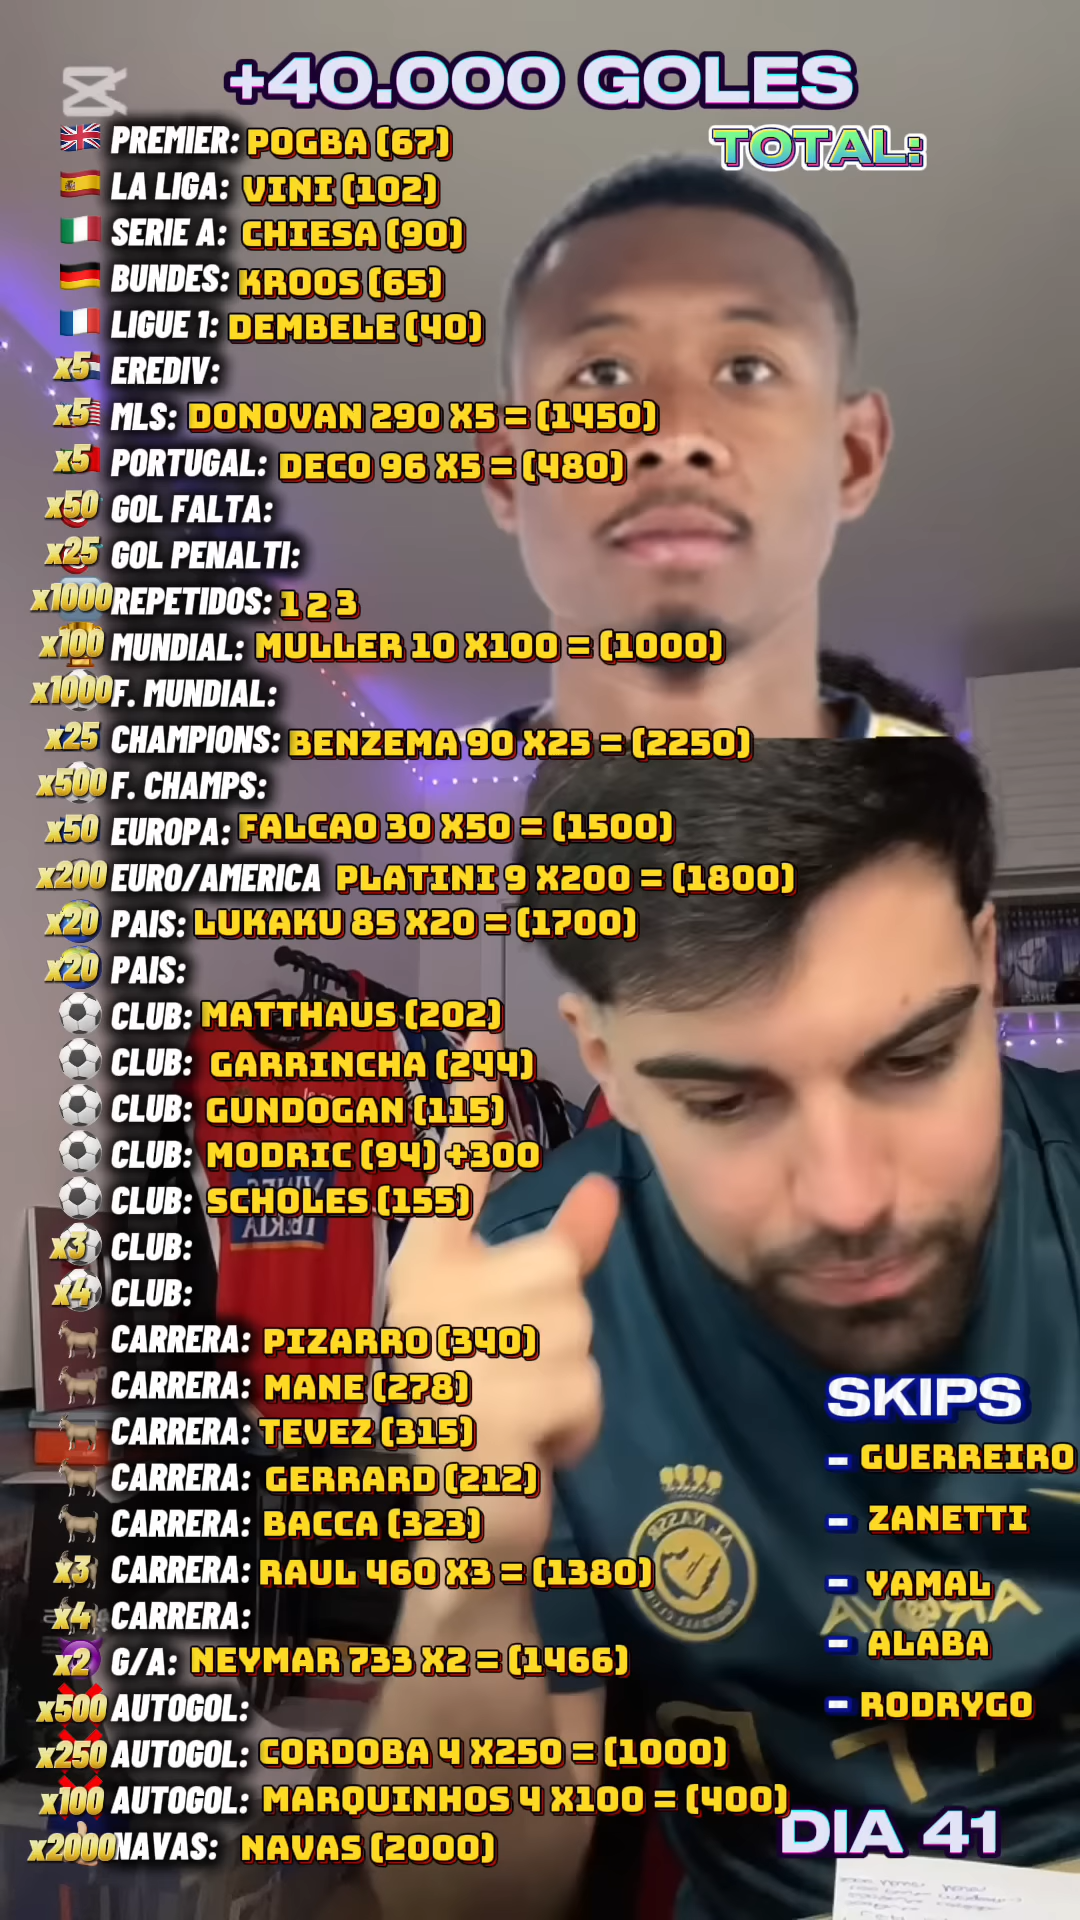 +40.000 GOLES
TOTAL:
PREMIER: POGBA (67)
LA LIGA: VINI (102)
SERIE A: CHIESA (90)
BUNDES: KROOS (65)
LIGUE 1: DEMBELE (40)
x5 EREDIV:
x5 MLS: DONOVAN 290 X5 = (1450)
x5 PORTUGAL: DECO 96 X5 = (480)
x50 GOL FALTA:
x25 GOL PENALTI:
x1000 REPETIDOS: 1 2 3
x100 MUNDIAL: MULLER 10 X100 = (1000)
x1000 F. MUNDIAL:
x25 CHAMPIONS: BENZEMA 90 X25 = (2250)
x500 F. CHAMPS:
x50 EUROPA: FALCAO 30 X50 = (1500)
x200 EURO/AMERICA PLATINI 9 X200 = (1800)
x20 PAIS: LUKAKU 85 X20 = (1700)
x20 PAIS:
CLUB: MATTHAUS (202)
CLUB: GARRINCHA (244)
CLUB: GUNDOGAN (115)
CLUB: MODRIC (94) +300
CLUB: SCHOLES (155)
x3 CLUB:
x4 CLUB:
CARRERA: PIZARRO (340)
CARRERA: MANE (278)
CARRERA: TEVEZ (315)
CARRERA: GERRARD (212)
CARRERA: BACCA (323)
x3 CARRERA: RAUL 460 X3 = (1380)
x4 CARRERA:
x2 G/A: NEYMAR 733 X2 = (1466)
x500 AUTOGOL:
x250 AUTOGOL: CORDOBA 4 X250 = (1000)
x100 AUTOGOL: MARQUINHOS 4 X100 = (400)
x2000 NAVAS: NAVAS (2000)
SKIPS
- GUERREIRO
- ZANETTI
- YAMAL
- ALABA
- RODRYGO
DIA 41
AL NASSR
IBERIA